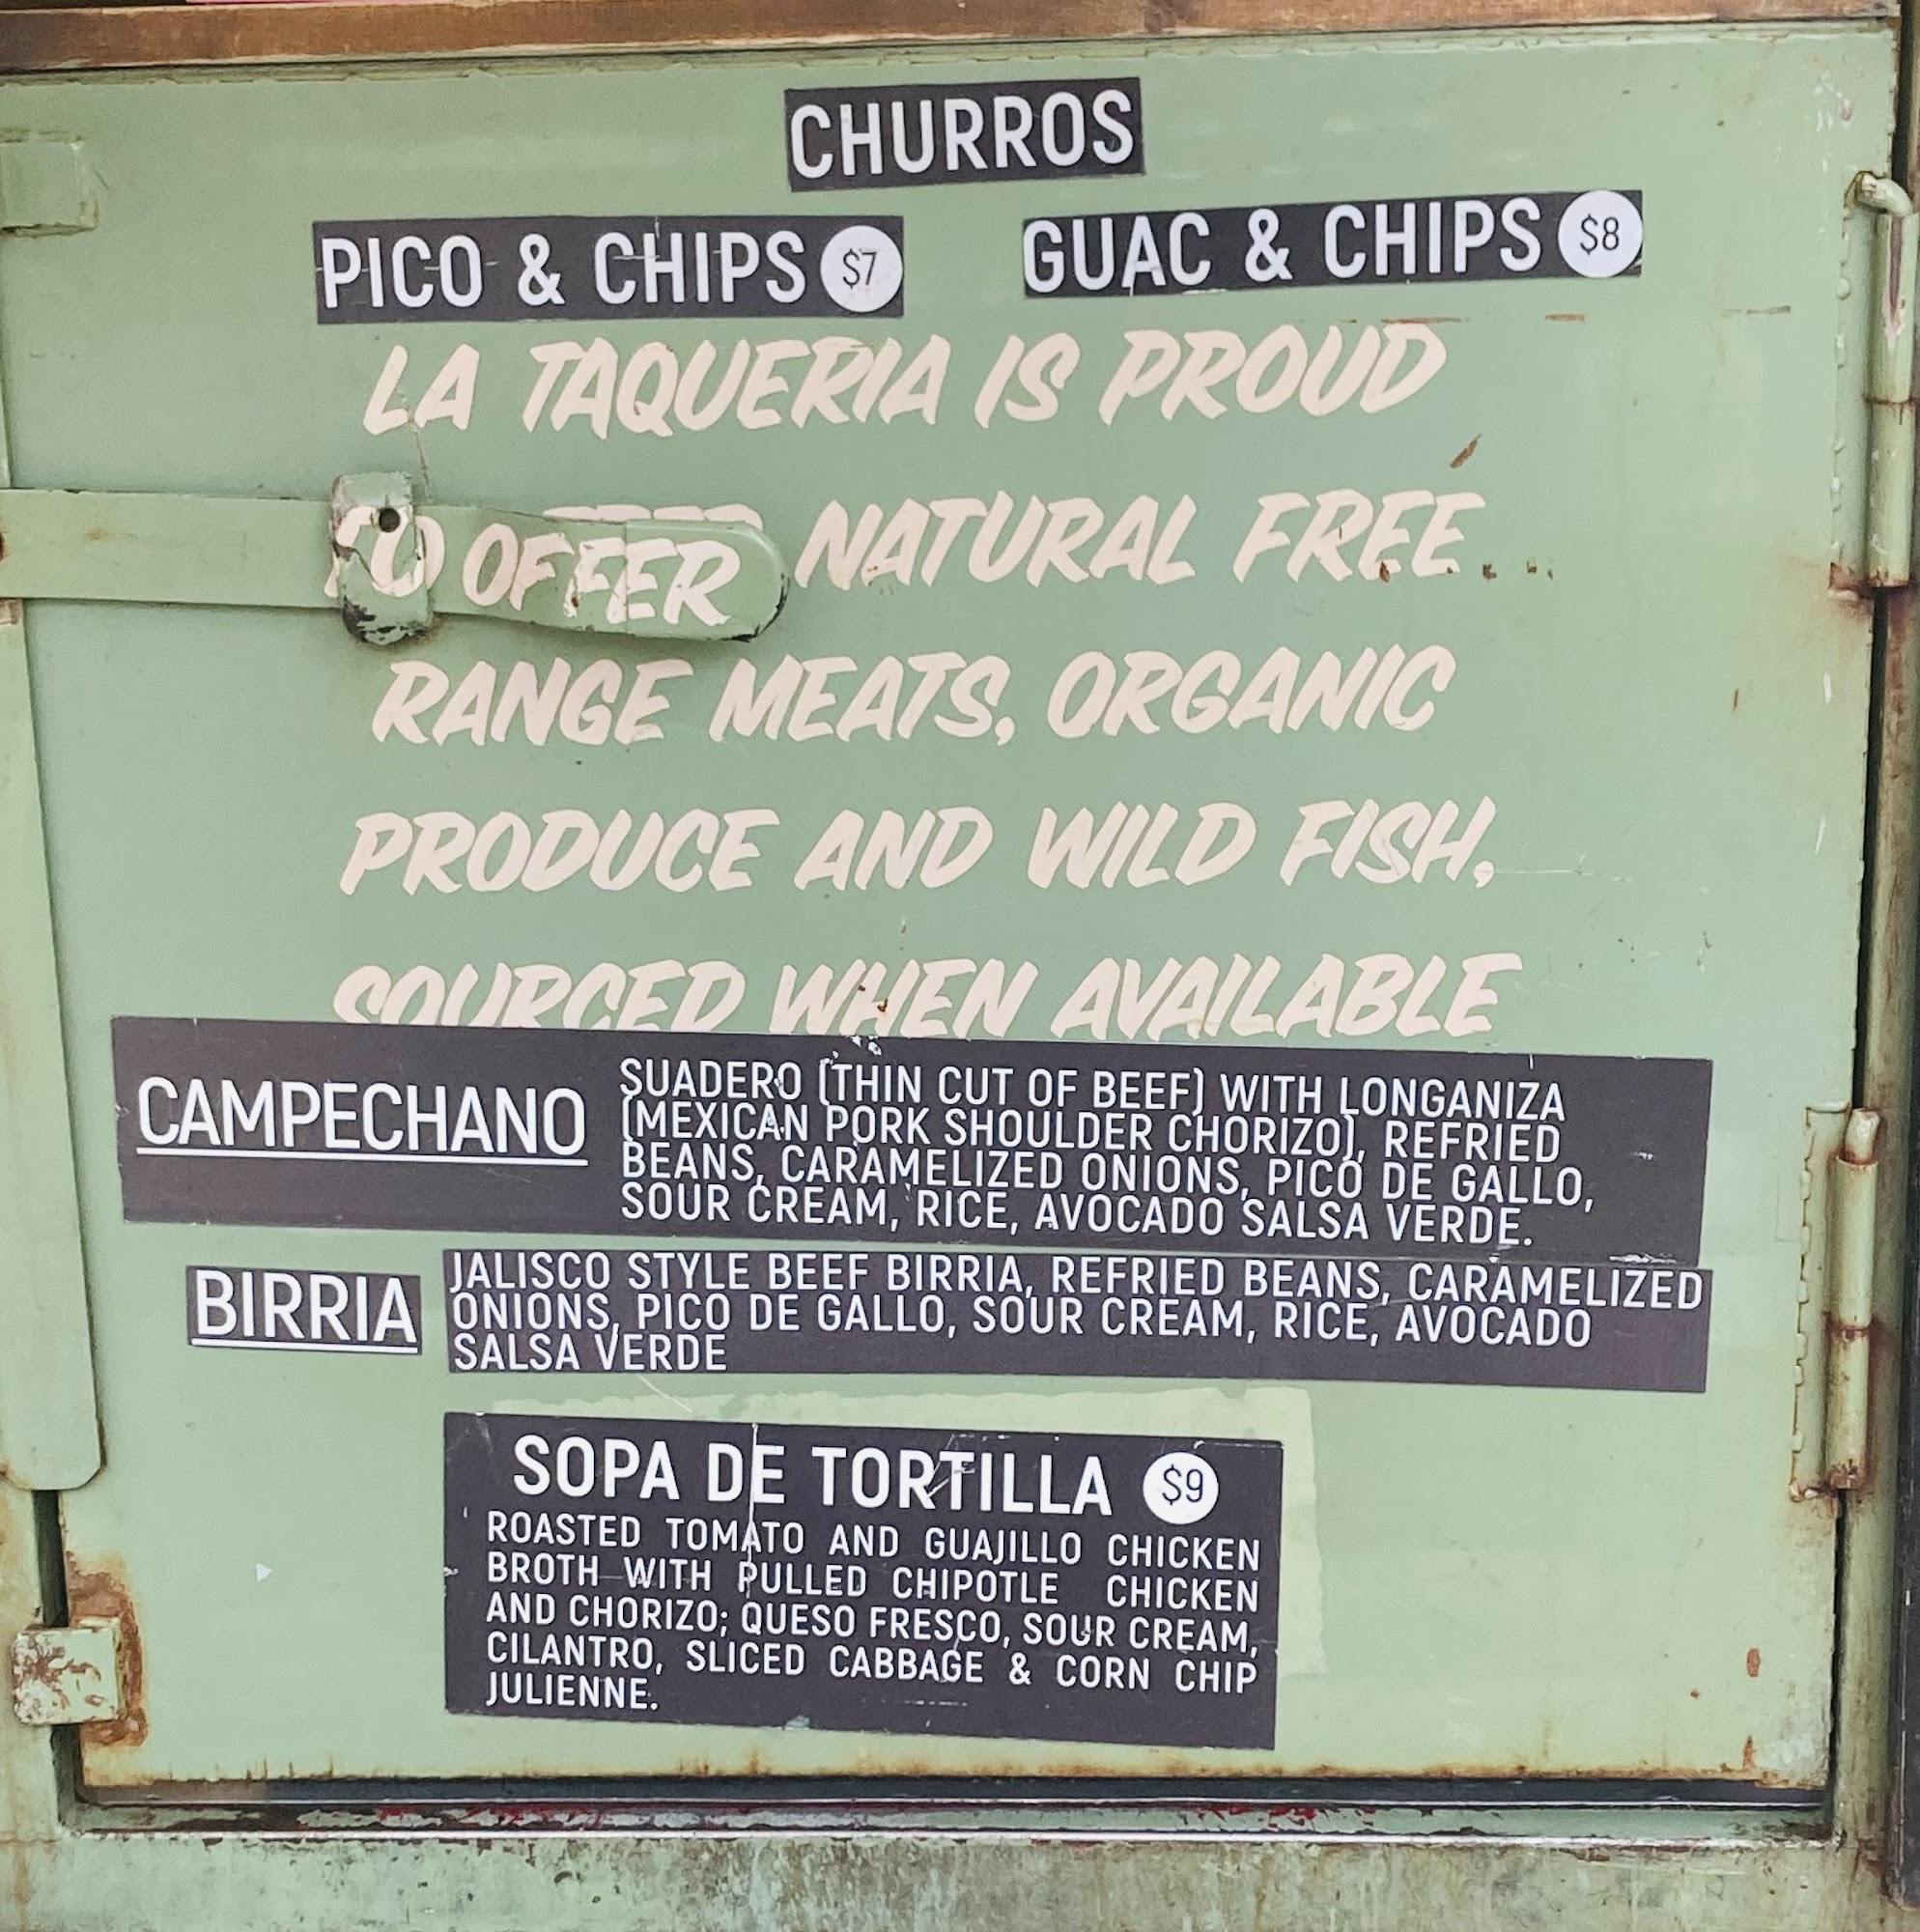 CHURROS
PICO & CHIPS $7
GUAC & CHIPS $8
LA TAQUERIA IS PROUD
TO OFFER NATURAL FREE
RANGE MEATS, ORGANIC
PRODUCE AND WILD FISH,
SOURCED WHEN AVAILABLE
CAMPECHANO
SUADERO (THIN CUT OF BEEF) WITH LONGANIZA
(MEXICAN PORK SHOULDER CHORIZO), REFRIED
BEANS, CARAMELIZED ONIONS, PICO DE GALLO,
SOUR CREAM, RICE, AVOCADO SALSA VERDE.
BIRRIA
JALISCO STYLE BEEF BIRRIA, REFRIED BEANS, CARAMELIZED
ONIONS, PICO DE GALLO, SOUR CREAM, RICE, AVOCADO
SALSA VERDE
SOPA DE TORTILLA $9
ROASTED TOMATO AND GUAJILLO CHICKEN
BROTH WITH PULLED CHIPOTLE CHICKEN
AND CHORIZO; QUESO FRESCO, SOUR CREAM,
CILANTRO, SLICED CABBAGE & CORN CHIP
JULIENNE.